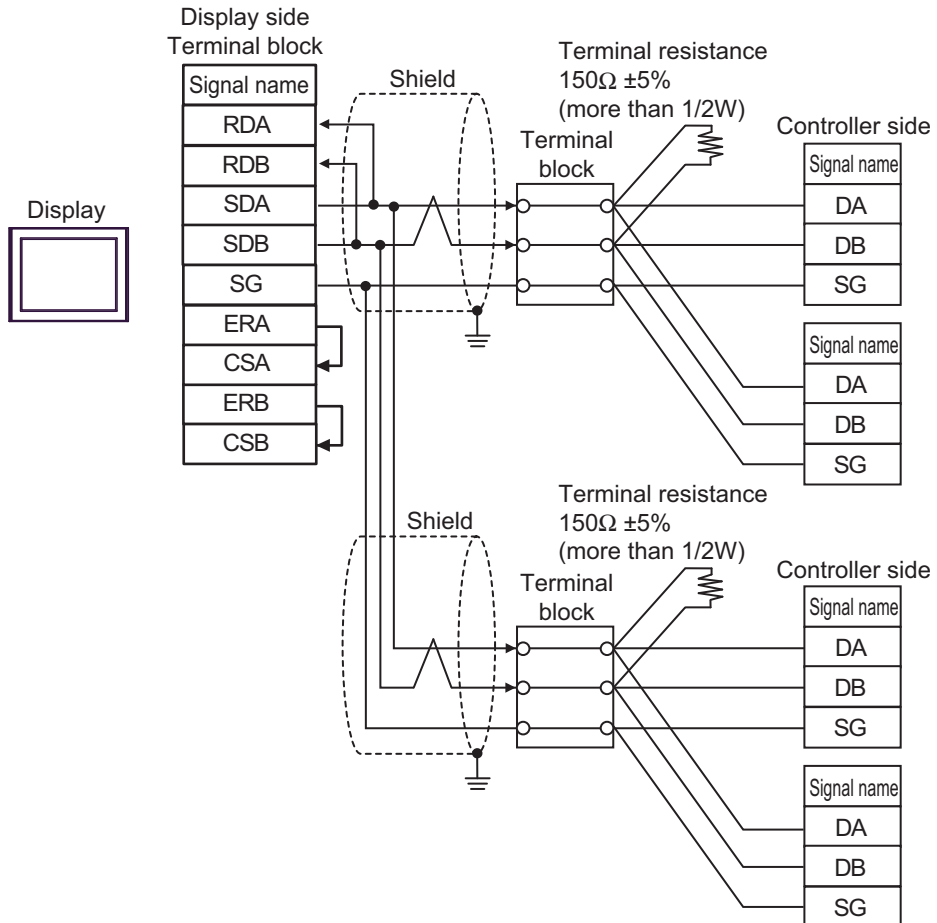 Display side
Terminal block
Signal name
RDA
RDB
SDA
SDB
SG
ERA
CSA
ERB
CSB
Display
Shield
Terminal resistance
150Ω ±5%
(more than 1/2W)
Terminal
block
Controller side
Signal name
DA
DB
SG
Signal name
DA
DB
SG
Shield
Terminal resistance
150Ω ±5%
(more than 1/2W)
Terminal
block
Controller side
Signal name
DA
DB
SG
Signal name
DA
DB
SG